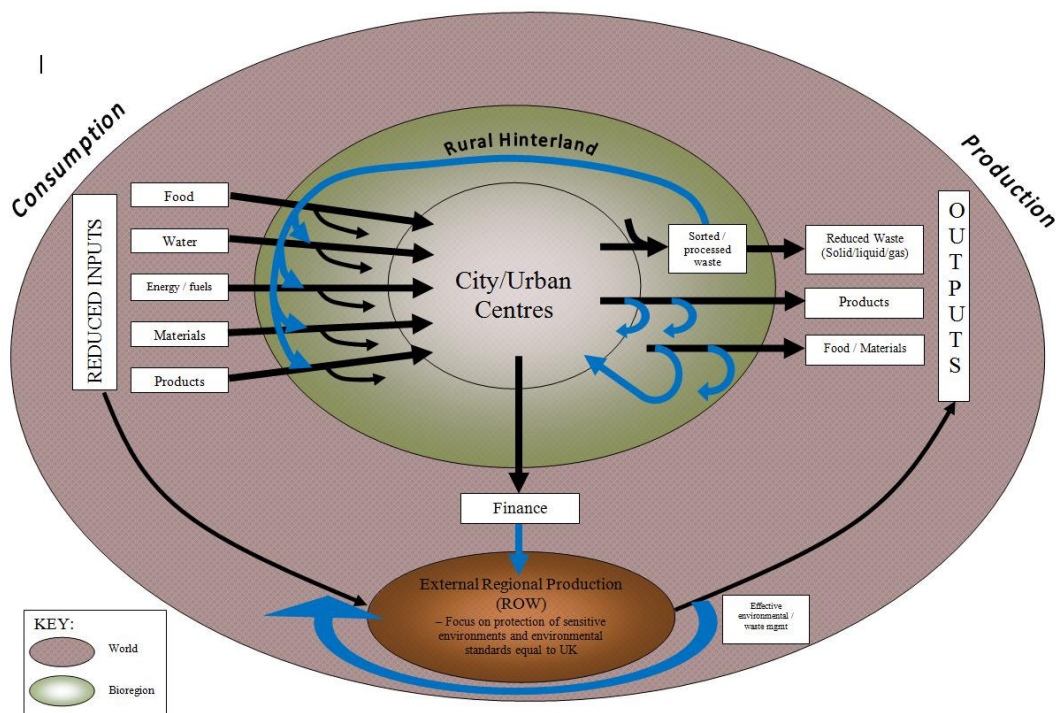 Consumption
Production
Rural Hinterland
REDUCED INPUTS
Food
Water
Energy / fuels
Materials
Products
City/Urban
Centres
Sorted /
processed
waste
Reduced Waste
(Solid/liquid/gas)
Products
Food / Materials
OUTPUTS
Finance
External Regional Production
(ROW)
– Focus on protection of sensitive
environments and environmental
standards equal to UK
Effective
environmental /
waste mgmt
KEY:
World
Bioregion